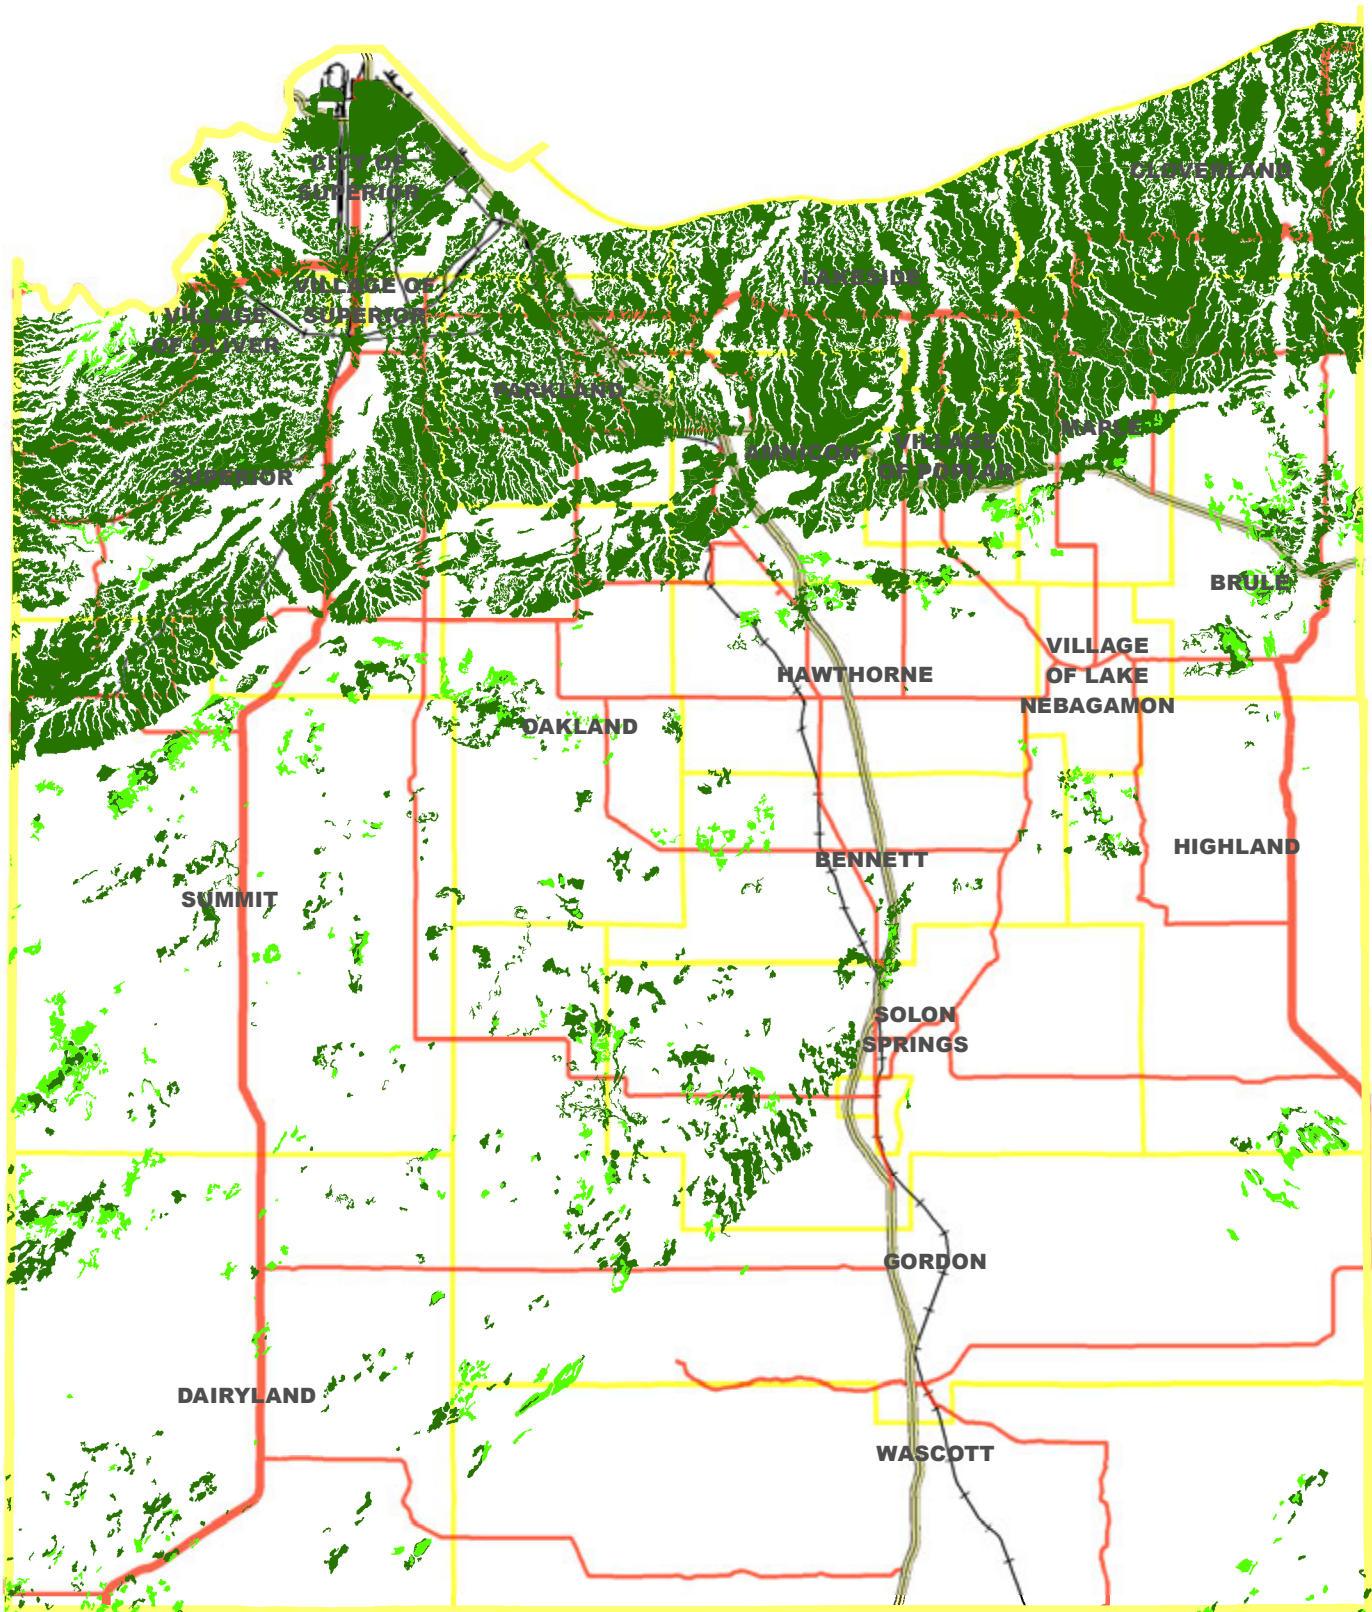 CLOVERLAND
CITY OF
SUPERIOR
LAKESIDE
VILLAGE OF
SUPERIOR
VILLAGE
OF OLIVER
PARKLAND
MAPLE
AMNICON
VILLAGE
OF POPLAR
SUPERIOR
BRULE
VILLAGE
OF LAKE
NEBAGAMON
HAWTHORNE
OAKLAND
HIGHLAND
BENNETT
SUMMIT
SOLON
SPRINGS
GORDON
DAIRYLAND
WASCOTT